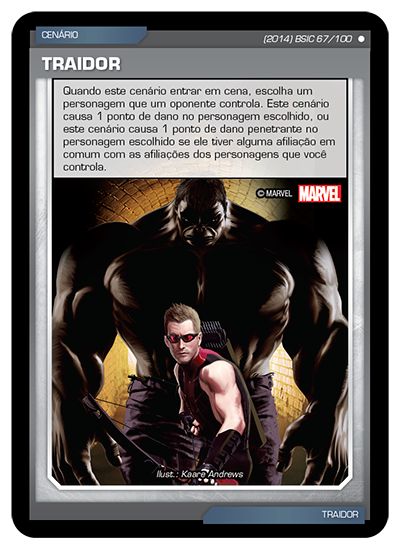 CENÁRIO
(2014) BSIC 67/100
TRAIDOR
Quando este cenário entrar em cena, escolha um
personagem que um oponente controla. Este cenário
causa 1 ponto de dano no personagem escolhido, ou
este cenário causa 1 ponto de dano penetrante no
personagem escolhido se ele tiver alguma afiliação em
comum com as afiliações dos personagens que você
controla.
© MARVEL MARVEL
Ilust.: Kaare Andrews
TRAIDOR